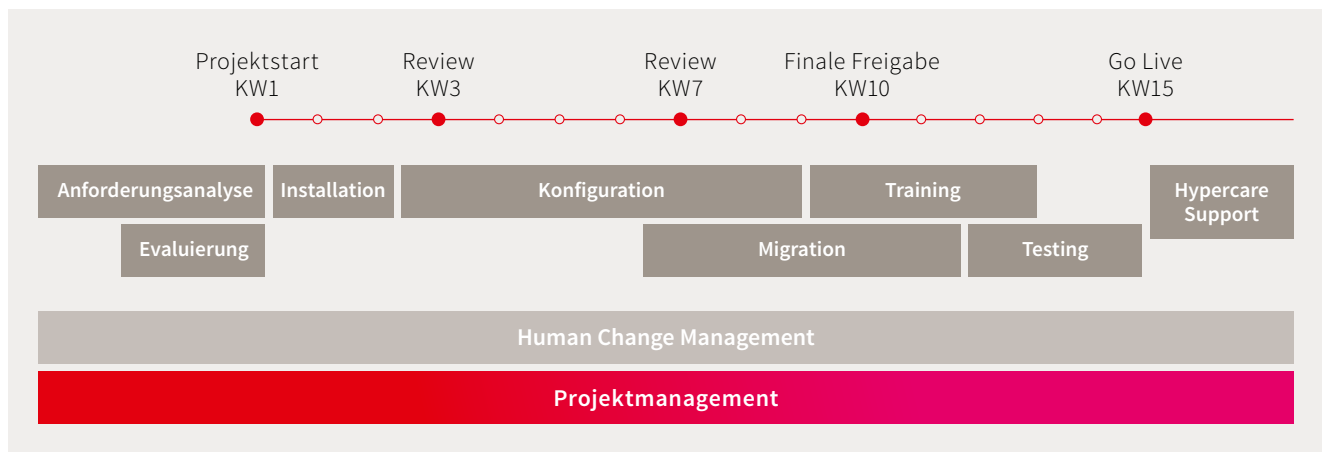 Projektstart
KW1
Review
KW3
Review
KW7
Finale Freigabe
KW10
Go Live
KW15
Anforderungsanalyse
Installation
Konfiguration
Training
Hypercare
Support
Evaluierung
Migration
Testing
Human Change Management
Projektmanagement